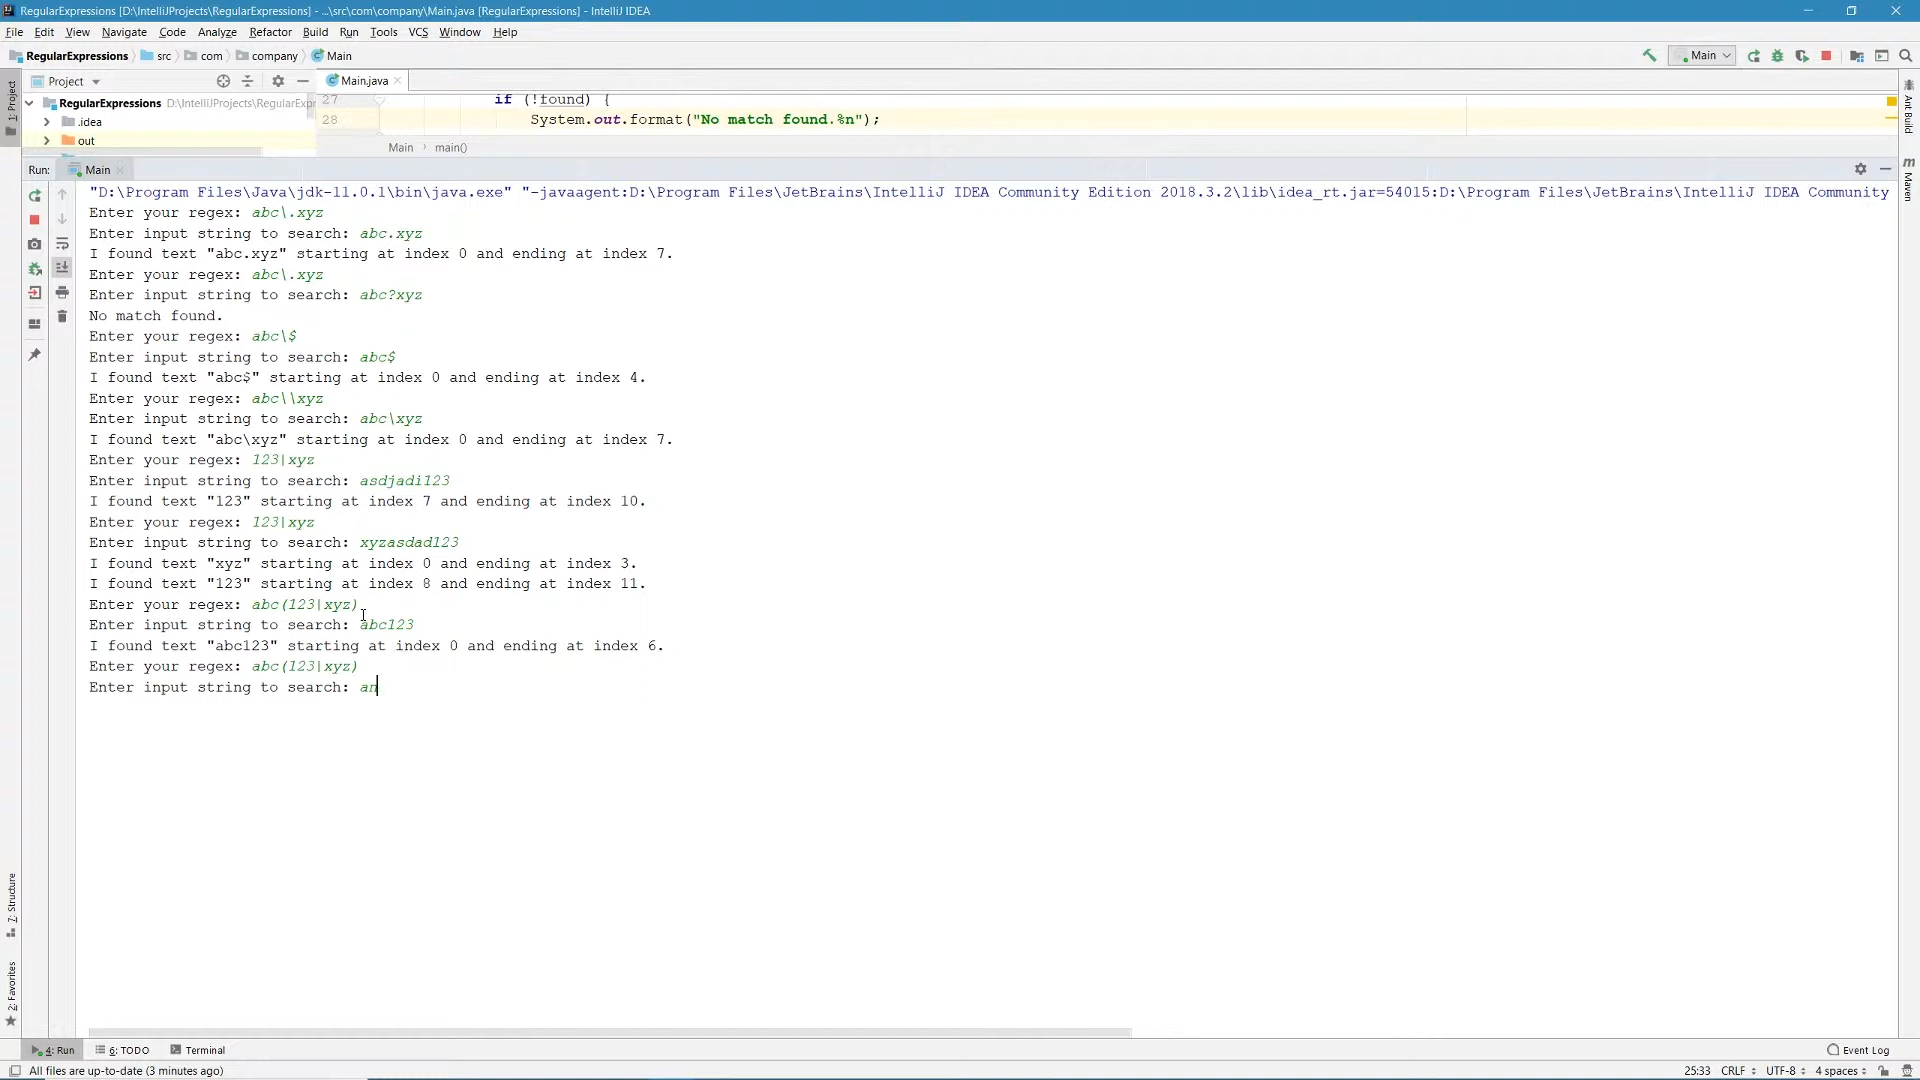 RegularExpressions [D:\IntelliJProjects\RegularExpressions] - ...\src\com\company\Main.java [RegularExpressions] - IntelliJ IDEA
File Edit View Navigate Code Analyze Refactor Build Run Tools VCS Window Help
RegularExpressions src com company Main Main
1: Project
Project
RegularExpressions D:\IntelliJProjects\RegularExpr
.idea
out
Main.java
27 if (!found) {
28 System.out.format("No match found.%n");
Main main()
Ant Build
Maven
Run: Main
"D:\Program Files\Java\jdk-11.0.1\bin\java.exe" "-javaagent:D:\Program Files\JetBrains\IntelliJ IDEA Community Edition 2018.3.2\lib\idea_rt.jar=54015:D:\Program Files\JetBrains\IntelliJ IDEA Community
Enter your regex: abc\.xyz
Enter input string to search: abc.xyz
I found text "abc.xyz" starting at index 0 and ending at index 7.
Enter your regex: abc\.xyz
Enter input string to search: abc?xyz
No match found.
Enter your regex: abc\$
Enter input string to search: abc$
I found text "abc$" starting at index 0 and ending at index 4.
Enter your regex: abc\\xyz
Enter input string to search: abc\xyz
I found text "abc\xyz" starting at index 0 and ending at index 7.
Enter your regex: 123|xyz
Enter input string to search: asdjadi123
I found text "123" starting at index 7 and ending at index 10.
Enter your regex: 123|xyz
Enter input string to search: xyzasdad123
I found text "xyz" starting at index 0 and ending at index 3.
I found text "123" starting at index 8 and ending at index 11.
Enter your regex: abc(123|xyz)
Enter input string to search: abc123
I found text "abc123" starting at index 0 and ending at index 6.
Enter your regex: abc(123|xyz)
Enter input string to search: an
7: Structure
2: Favorites
4: Run 6: TODO Terminal Event Log
All files are up-to-date (3 minutes ago) 25:33 CRLF UTF-8 4 spaces